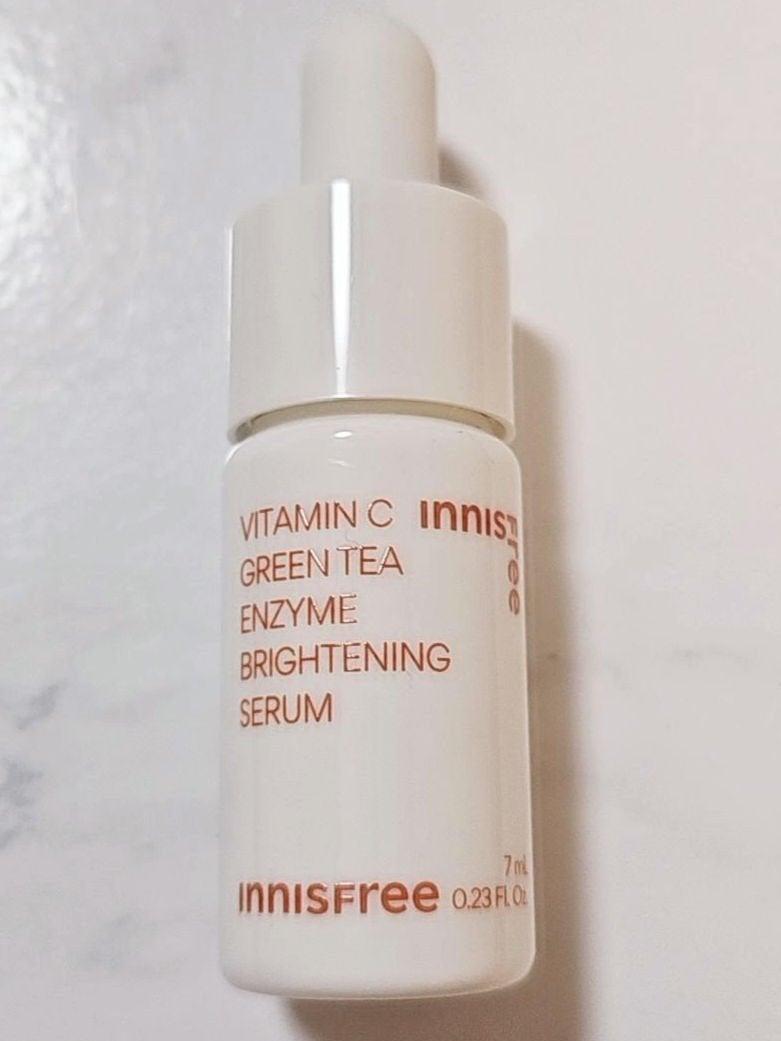 VITAMIN C
GREEN TEA
ENZYME
BRIGHTENING
SERUM
INNISFree
7 mL
INNISFree 0.23 Fl. Oz.